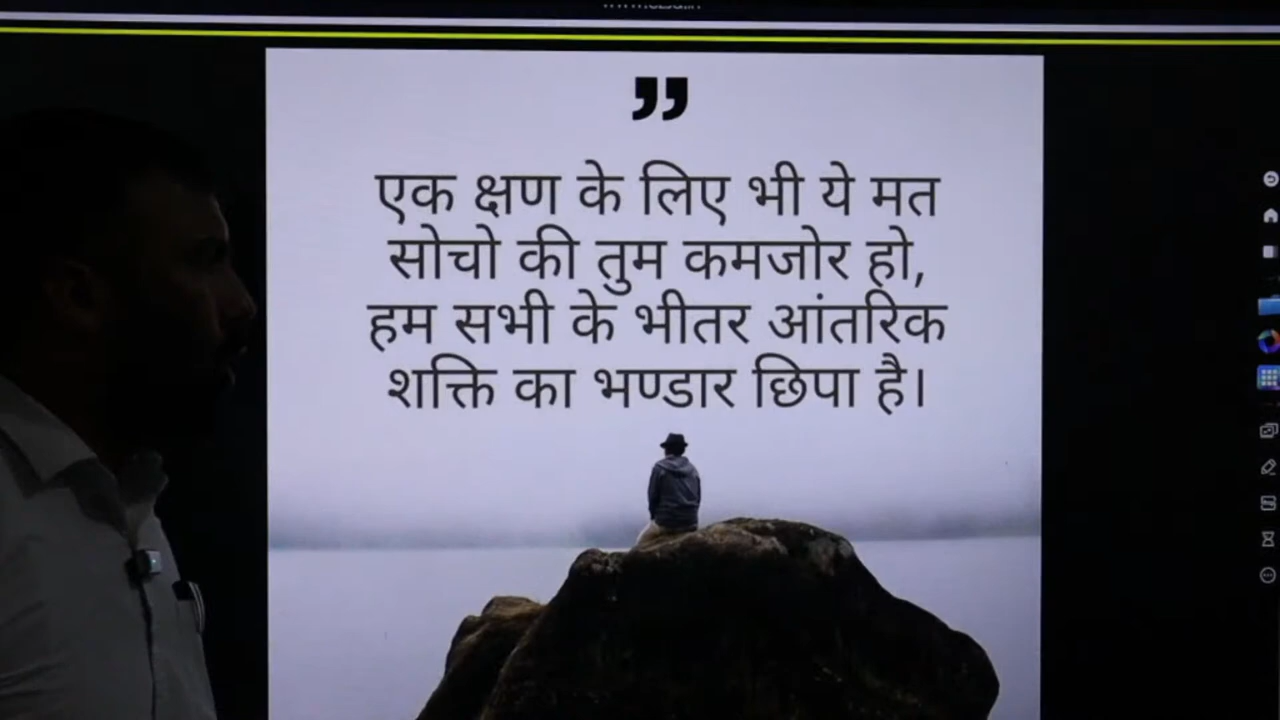 ”
एक क्षण के लिए भी ये मत
सोचो की तुम कमजोर हो,
हम सभी के भीतर आंतरिक
शक्ति का भण्डार छिपा है।